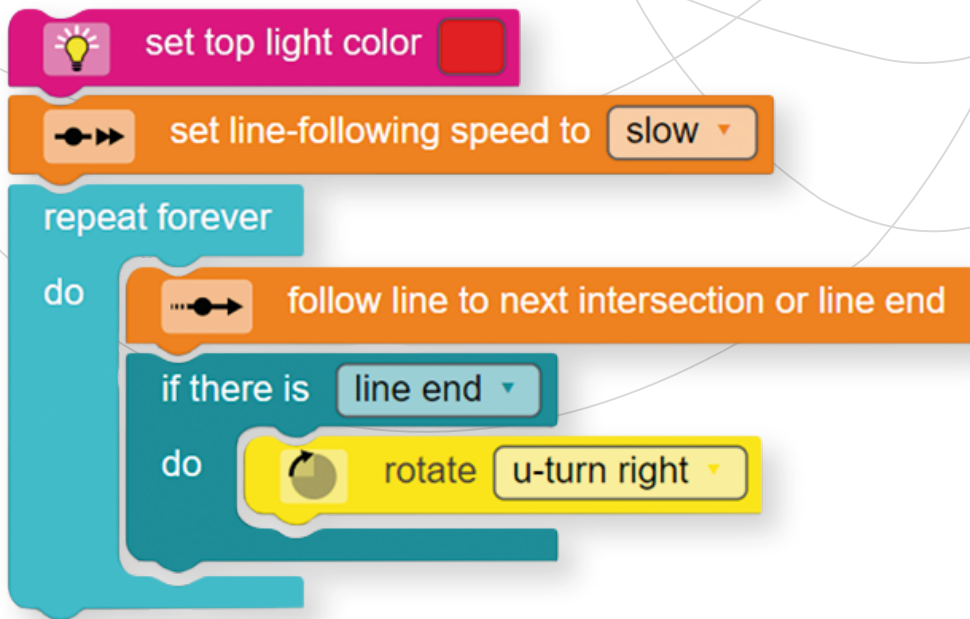 set top light color
set line-following speed to slow
repeat forever
do
follow line to next intersection or line end
if there is line end
do
rotate u-turn right